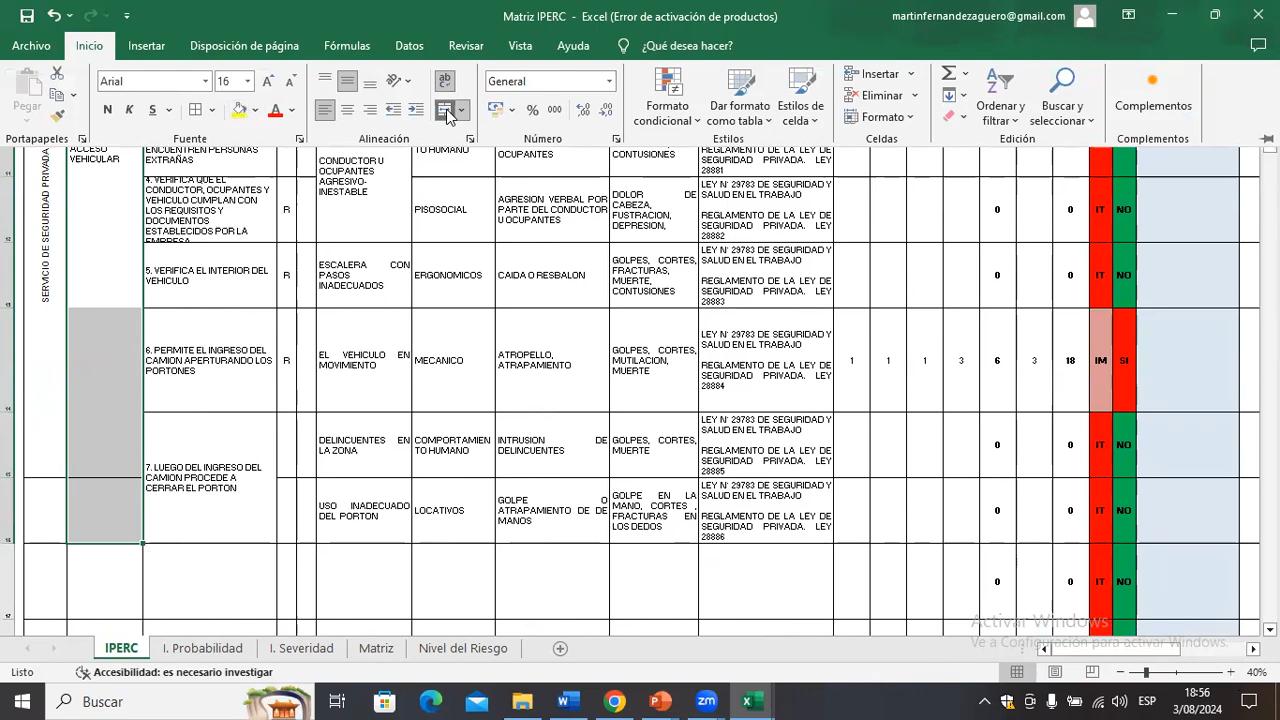 Matriz IPERC - Excel (Error de activación de productos)
martinfernandezaguero@gmail.com
Archivo Inicio Insertar Disposición de página Fórmulas Datos Revisar Vista Ayuda ¿Qué desea hacer?
Pegar
Arial 16
N K S
General
% 000
Formato condicional
Dar formato como tabla
Estilos de celda
Insertar
Eliminar
Formato
Ordenar y filtrar
Buscar y seleccionar
Complementos
Portapapeles Fuente Alineación Número Estilos Celdas Edición Complementos
SERVICIO DE SEGURIDAD PRIVADA
ACCESO
VEHICULAR
ENCUENTREN PERSONAS
EXTRAÑAS
CONDUCTOR U
OCUPANTES
AGRESIVO-
INESTABLE
TO HUMANO
OCUPANTES
CONTUSIONES
REGLAMENTO DE LA LEY DE
SEGURIDAD PRIVADA. LEY
28881
IT NO
4. VERIFICA QUE EL
CONDUCTOR, OCUPANTES Y
VEHICULO CUMPLAN CON
LOS REQUISITOS Y
DOCUMENTOS
ESTABLECIDOS POR LA
EMPRESA
R
PISOSOCIAL
AGRESION VERBAL POR
PARTE DEL CONDUCTOR
U OCUPANTES
DOLOR DE
CABEZA,
FUSTRACION,
DEPRESION,
LEY N° 29783 DE SEGURIDAD Y
SALUD EN EL TRABAJO
REGLAMENTO DE LA LEY DE
SEGURIDAD PRIVADA. LEY
28882
0 0 IT NO
5. VERIFICA EL INTERIOR DEL
VEHICULO
R
ESCALERA CON
PASOS
INADECUADOS
ERGONOMICOS
CAIDA O RESBALON
GOLPES, CORTES,
FRACTURAS,
MUERTE,
CONTUSIONES
LEY N° 29783 DE SEGURIDAD Y
SALUD EN EL TRABAJO
REGLAMENTO DE LA LEY DE
SEGURIDAD PRIVADA. LEY
28883
0 0 IT NO
6. PERMITE EL INGRESO DEL
CAMION APERTURANDO LOS
PORTONES
R
EL VEHICULO EN
MOVIMIENTO
MECANICO
ATROPELLO,
ATRAPAMIENTO
GOLPES, CORTES,
MUTILACION,
MUERTE
LEY N° 29783 DE SEGURIDAD Y
SALUD EN EL TRABAJO
REGLAMENTO DE LA LEY DE
SEGURIDAD PRIVADA. LEY
28884
1 1 1 3 6 3 18 IM SI
7. LUEGO DEL INGRESO DEL
CAMION PROCEDE A
CERRAR EL PORTON
DELINCUENTES EN
LA ZONA
COMPORTAMIEN
TO HUMANO
INTRUSION DE
DELINCUENTES
GOLPES, CORTES,
MUERTE
LEY N° 29783 DE SEGURIDAD Y
SALUD EN EL TRABAJO
REGLAMENTO DE LA LEY DE
SEGURIDAD PRIVADA. LEY
28885
0 0 IT NO
USO INADECUADO
DEL PORTON
LOCATIVOS
GOLPE O
ATRAPAMIENTO DE DE
MANOS
GOLPE EN LA
MANO, CORTES ,
FRACTURAS EN
LOS DEDOS
LEY N° 29783 DE SEGURIDAD Y
SALUD EN EL TRABAJO
REGLAMENTO DE LA LEY DE
SEGURIDAD PRIVADA. LEY
28886
0 0 IT NO
0 0 IT NO
Activar Windows
Ve a Configuración para activar Windows.
IPERC I. Probabilidad I. Severidad Matriz Nivel del Riesgo
Listo Accesibilidad: es necesario investigar 40%
Buscar
ESP
18:56
3/08/2024